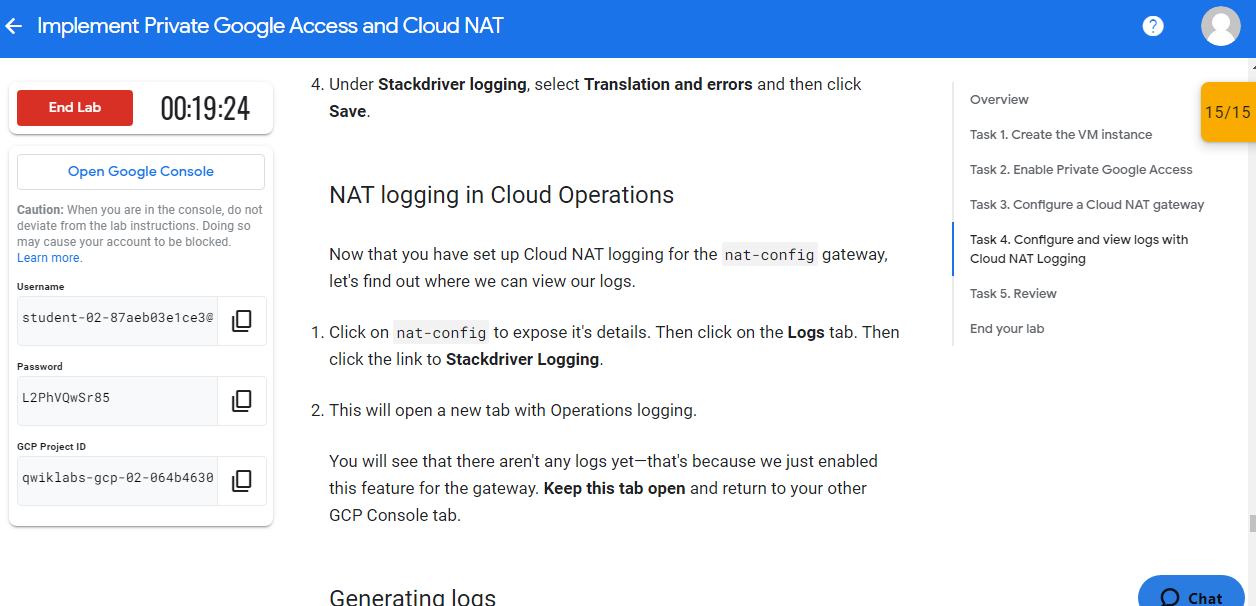 Implement Private Google Access and Cloud NAT
?
End Lab
00:19:24
Open Google Console
Caution: When you are in the console, do not
deviate from the lab instructions. Doing so
may cause your account to be blocked.
Learn more.
Username
student-02-87aeb03e1ce3@
Password
L2PhVQwSr85
GCP Project ID
qwiklabs-gcp-02-064b4630
4. Under Stackdriver logging, select Translation and errors and then click
Save.
NAT logging in Cloud Operations
Now that you have set up Cloud NAT logging for the nat-config gateway,
let's find out where we can view our logs.
1. Click on nat-config to expose it's details. Then click on the Logs tab. Then
click the link to Stackdriver Logging.
2. This will open a new tab with Operations logging.
You will see that there aren't any logs yet—that's because we just enabled
this feature for the gateway. Keep this tab open and return to your other
GCP Console tab.
Generating logs
Overview
Task 1. Create the VM instance
Task 2. Enable Private Google Access
Task 3. Configure a Cloud NAT gateway
Task 4. Configure and view logs with
Cloud NAT Logging
Task 5. Review
End your lab
15/15
Chat